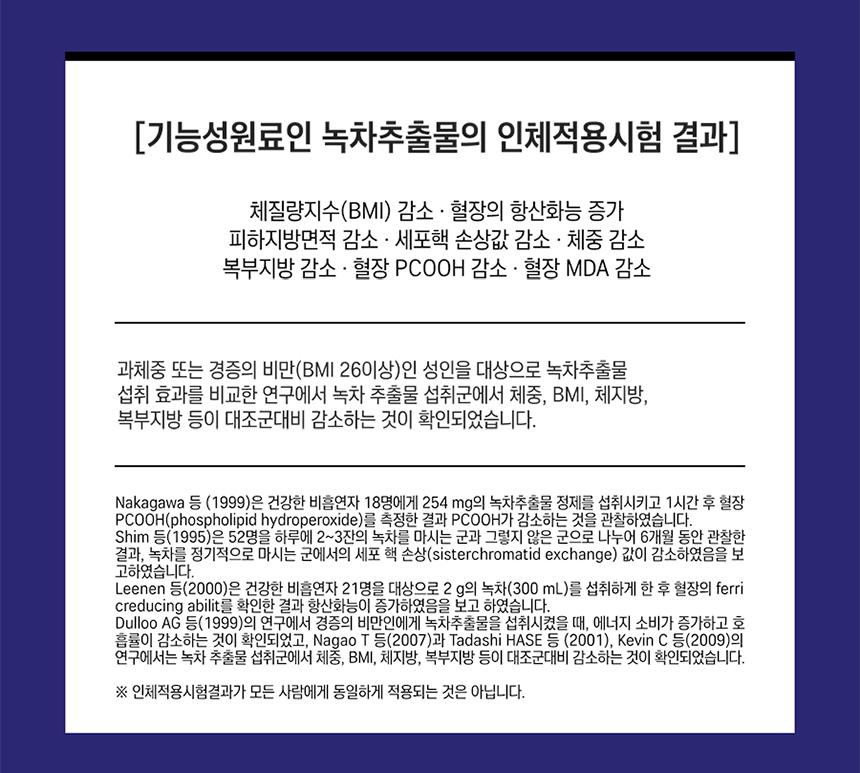 [기능성원료인 녹차추출물의 인체적용시험 결과]
체질량지수(BMI) 감소 · 혈장의 항산화능 증가
피하지방면적 감소 · 세포핵 손상값 감소 · 체중 감소
복부지방 감소 · 혈장 PCOOH 감소 · 혈장 MDA 감소
과체중 또는 경증의 비만(BMI 26이상)인 성인을 대상으로 녹차추출물
섭취 효과를 비교한 연구에서 녹차 추출물 섭취군에서 체중, BMI, 체지방,
복부지방 등이 대조군대비 감소하는 것이 확인되었습니다.
Nakagawa 등 (1999)은 건강한 비흡연자 18명에게 254 mg의 녹차추출물 정제를 섭취시키고 1시간 후 혈장
PCOOH(phospholipid hydroperoxide)를 측정한 결과 PCOOH가 감소하는 것을 관찰하였습니다.
Shim 등(1995)은 52명을 하루에 2~3잔의 녹차를 마시는 군과 그렇지 않은 군으로 나누어 6개월 동안 관찰한
결과, 녹차를 정기적으로 마시는 군에서의 세포 핵 손상(sisterchromatid exchange) 값이 감소하였음을 보
고하였습니다.
Leenen 등(2000)은 건강한 비흡연자 21명을 대상으로 2 g의 녹차(300 mL)를 섭취하게 한 후 혈장의 ferri
creducing abilit를 확인한 결과 항산화능이 증가하였음을 보고 하였습니다.
Dulloo AG 등(1999)의 연구에서 경증의 비만인에게 녹차추출물을 섭취시켰을 때, 에너지 소비가 증가하고 호
흡률이 감소하는 것이 확인되었고, Nagao T 등(2007)과 Tadashi HASE 등 (2001), Kevin C 등(2009)의
연구에서는 녹차 추출물 섭취군에서 체중, BMI, 체지방, 복부지방 등이 대조군대비 감소하는 것이 확인되었습니다.
※ 인체적용시험결과가 모든 사람에게 동일하게 적용되는 것은 아닙니다.